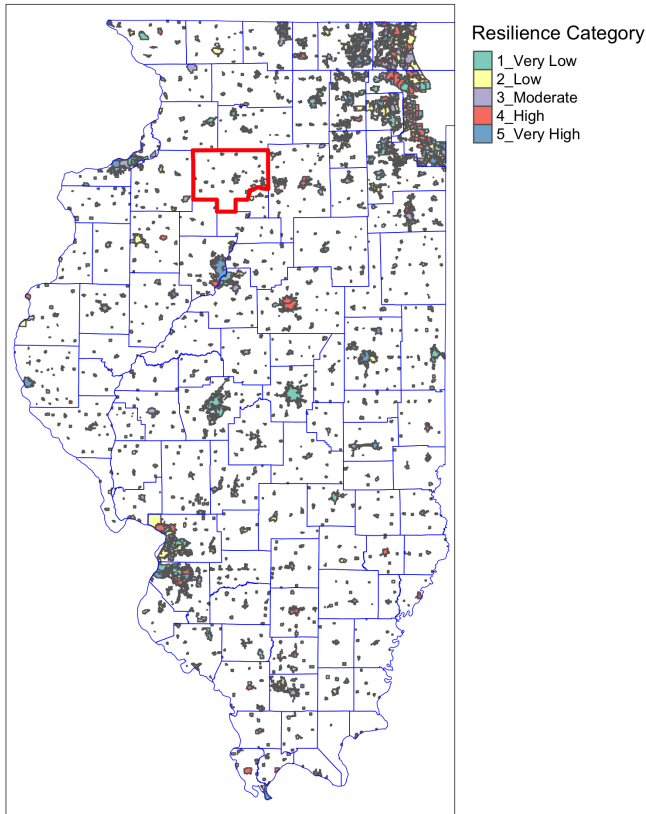 Resilience Category
1_Very Low
2_Low
3_Moderate
4_High
5_Very High